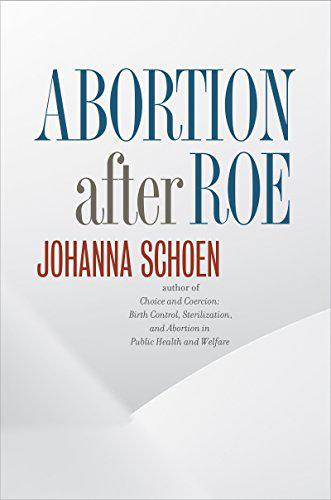 ABORTION
after ROE
JOHANNA SCHOEN
author of
Choice and Coercion:
Birth Control, Sterilization,
and Abortion in
Public Health and Welfare